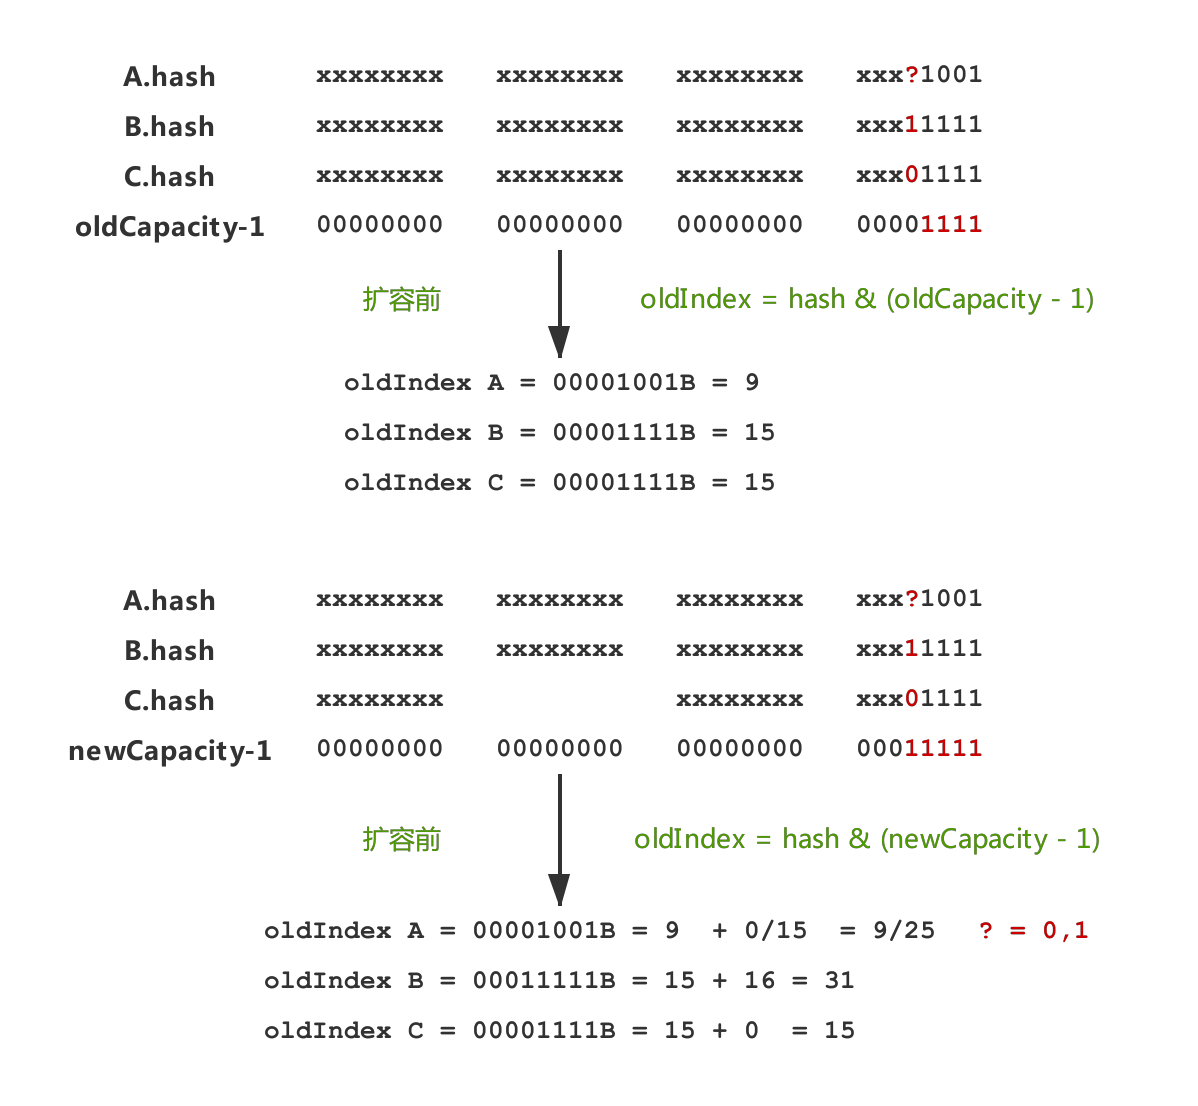 A.hash xxxxxxxx xxxxxxxx xxxxxxxx xxx?1001
B.hash xxxxxxxx xxxxxxxx xxxxxxxx xxx11111
C.hash xxxxxxxx xxxxxxxx xxxxxxxx xxx01111
oldCapacity-1 00000000 00000000 00000000 00001111
扩容前 oldIndex = hash & (oldCapacity - 1)
oldIndex A = 00001001B = 9
oldIndex B = 00001111B = 15
oldIndex C = 00001111B = 15
A.hash xxxxxxxx xxxxxxxx xxxxxxxx xxx?1001
B.hash xxxxxxxx xxxxxxxx xxxxxxxx xxx11111
C.hash xxxxxxxx xxxxxxxx xxx01111
newCapacity-1 00000000 00000000 00000000 00011111
扩容前 oldIndex = hash & (newCapacity - 1)
oldIndex A = 00001001B = 9 + 0/15 = 9/25 ? = 0,1
oldIndex B = 00011111B = 15 + 16 = 31
oldIndex C = 00001111B = 15 + 0 = 15